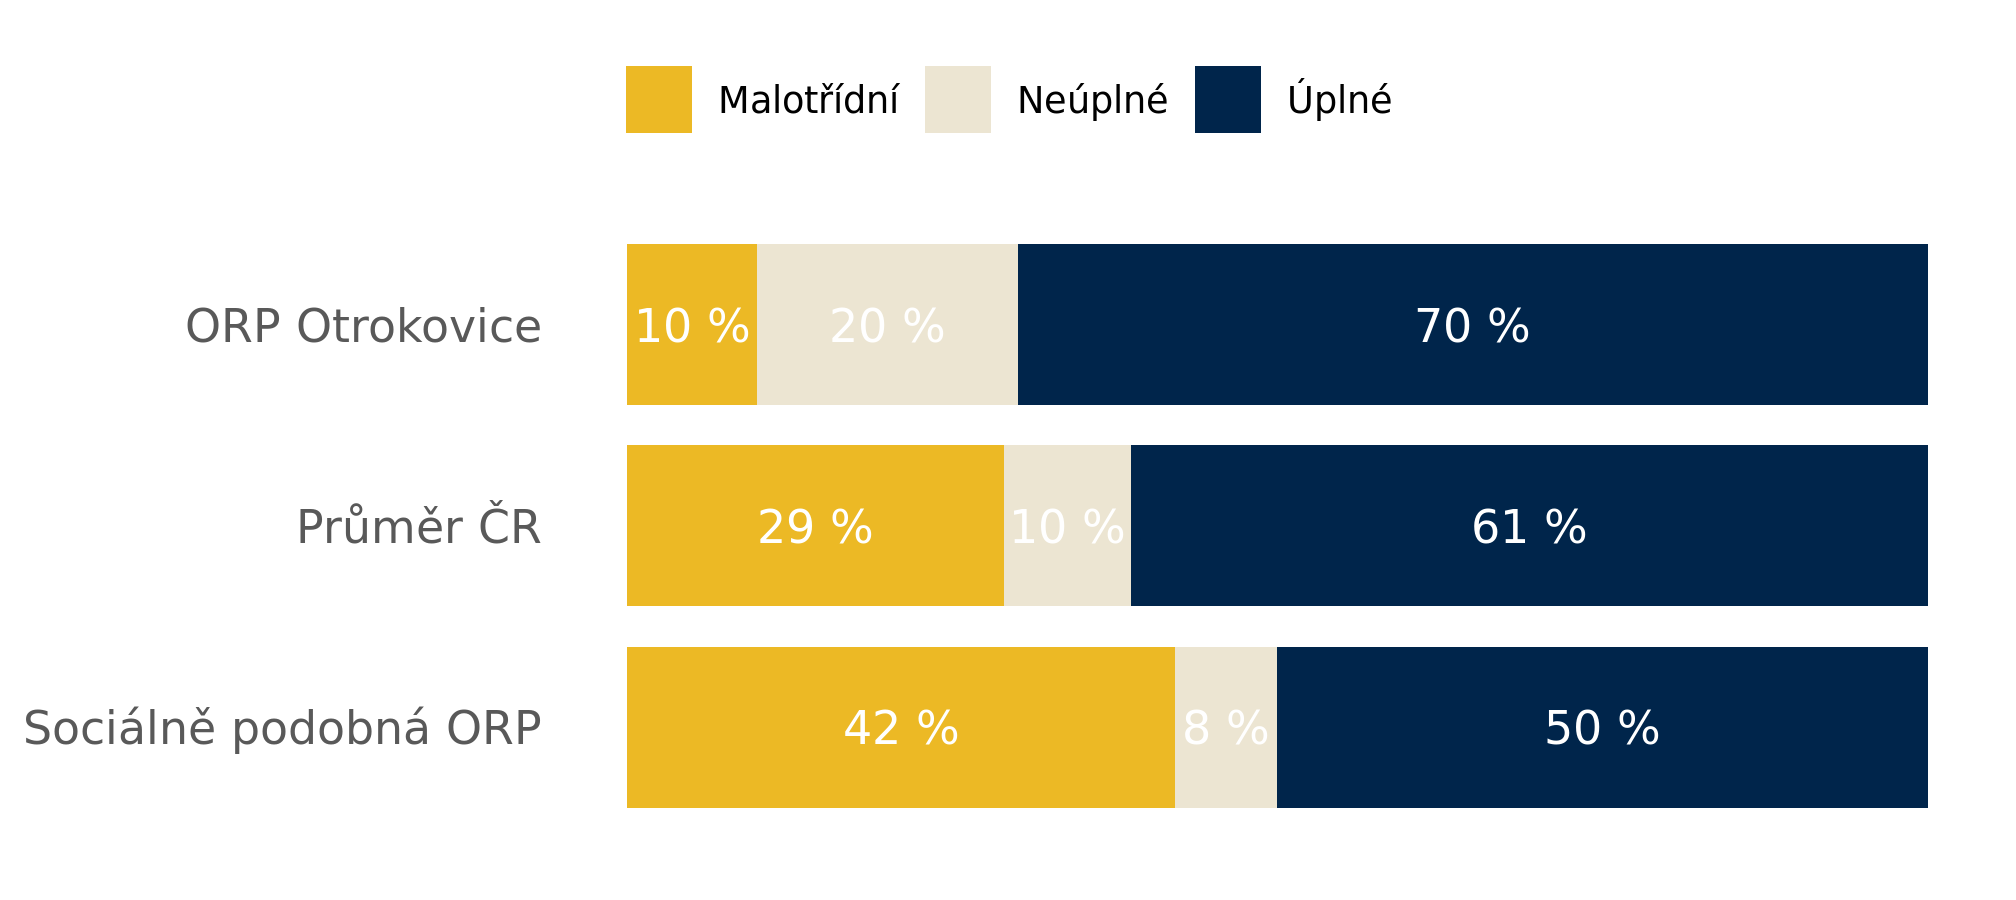 Malotřídní Neúplné Úplné
ORP Otrokovice 10 % 20 % 70 %
Průměr ČR 29 % 10 % 61 %
Sociálně podobná ORP 42 % 8 % 50 %